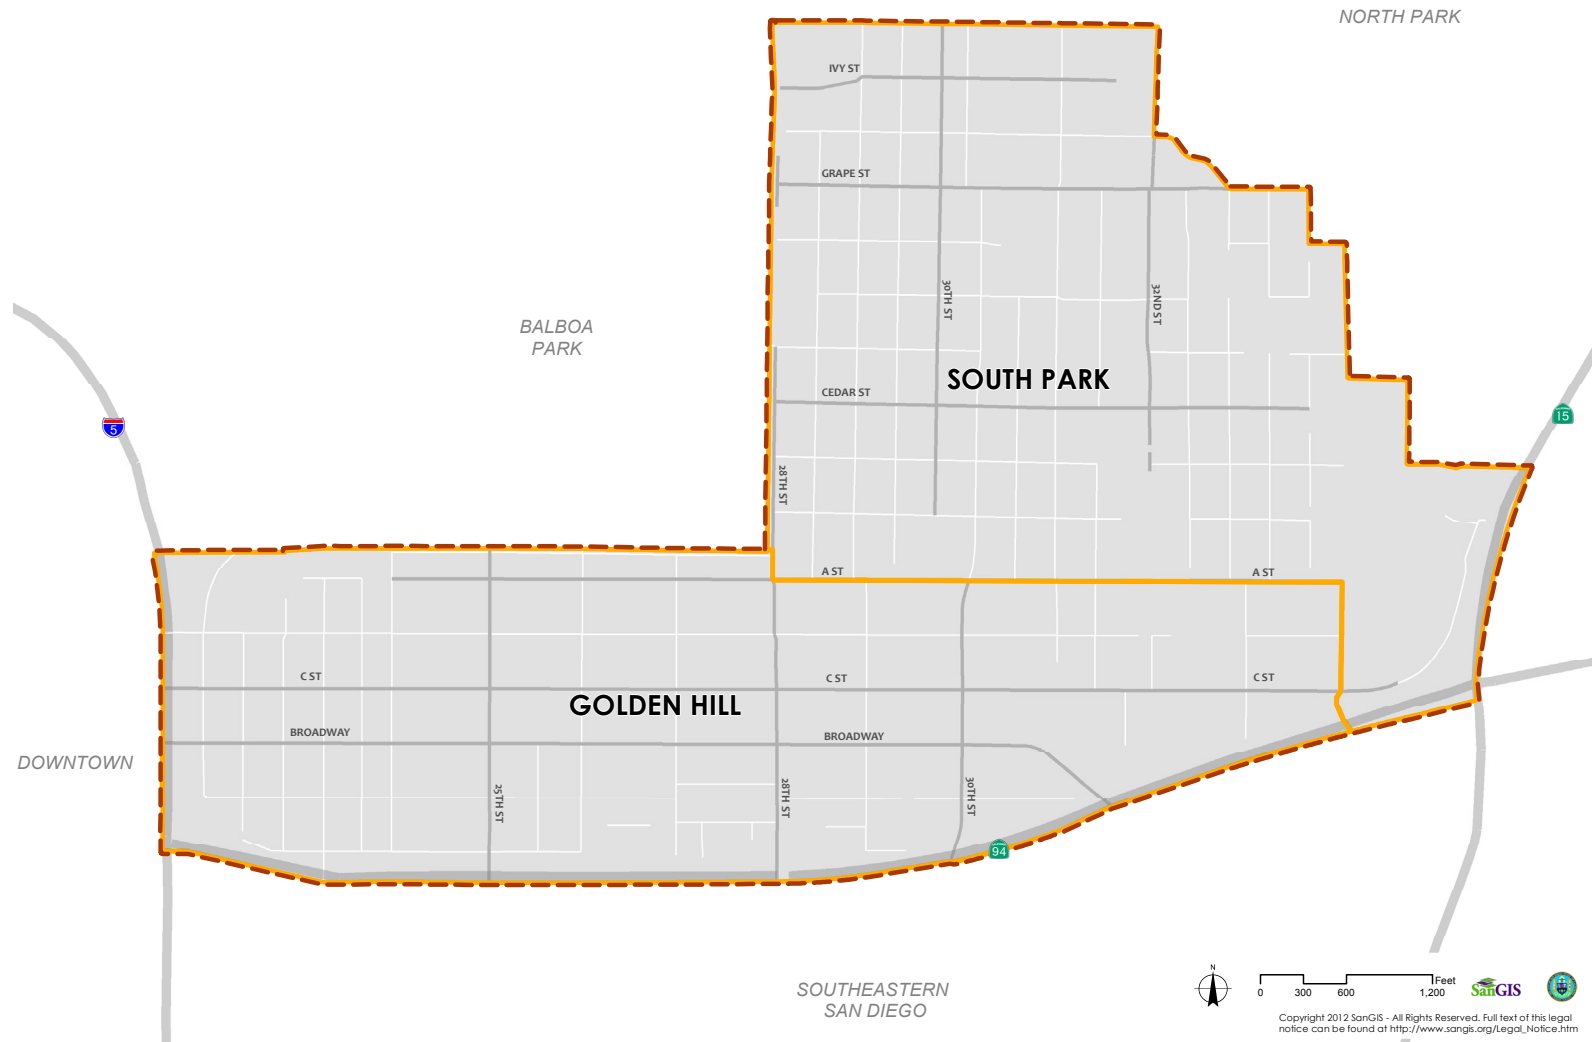 NORTH PARK
IVY ST
GRAPE ST
30TH ST
32ND ST
BALBOA
PARK
SOUTH PARK
CEDAR ST
5
15
28TH ST
A ST
A ST
C ST
C ST
C ST
GOLDEN HILL
BROADWAY
BROADWAY
DOWNTOWN
25TH ST
28TH ST
30TH ST
94
SOUTHEASTERN
SAN DIEGO
N
0 300 600 1,200 Feet
SanGIS
Copyright 2012 SanGIS - All Rights Reserved. Full text of this legal
notice can be found at http://www.sangis.org/Legal_Notice.htm